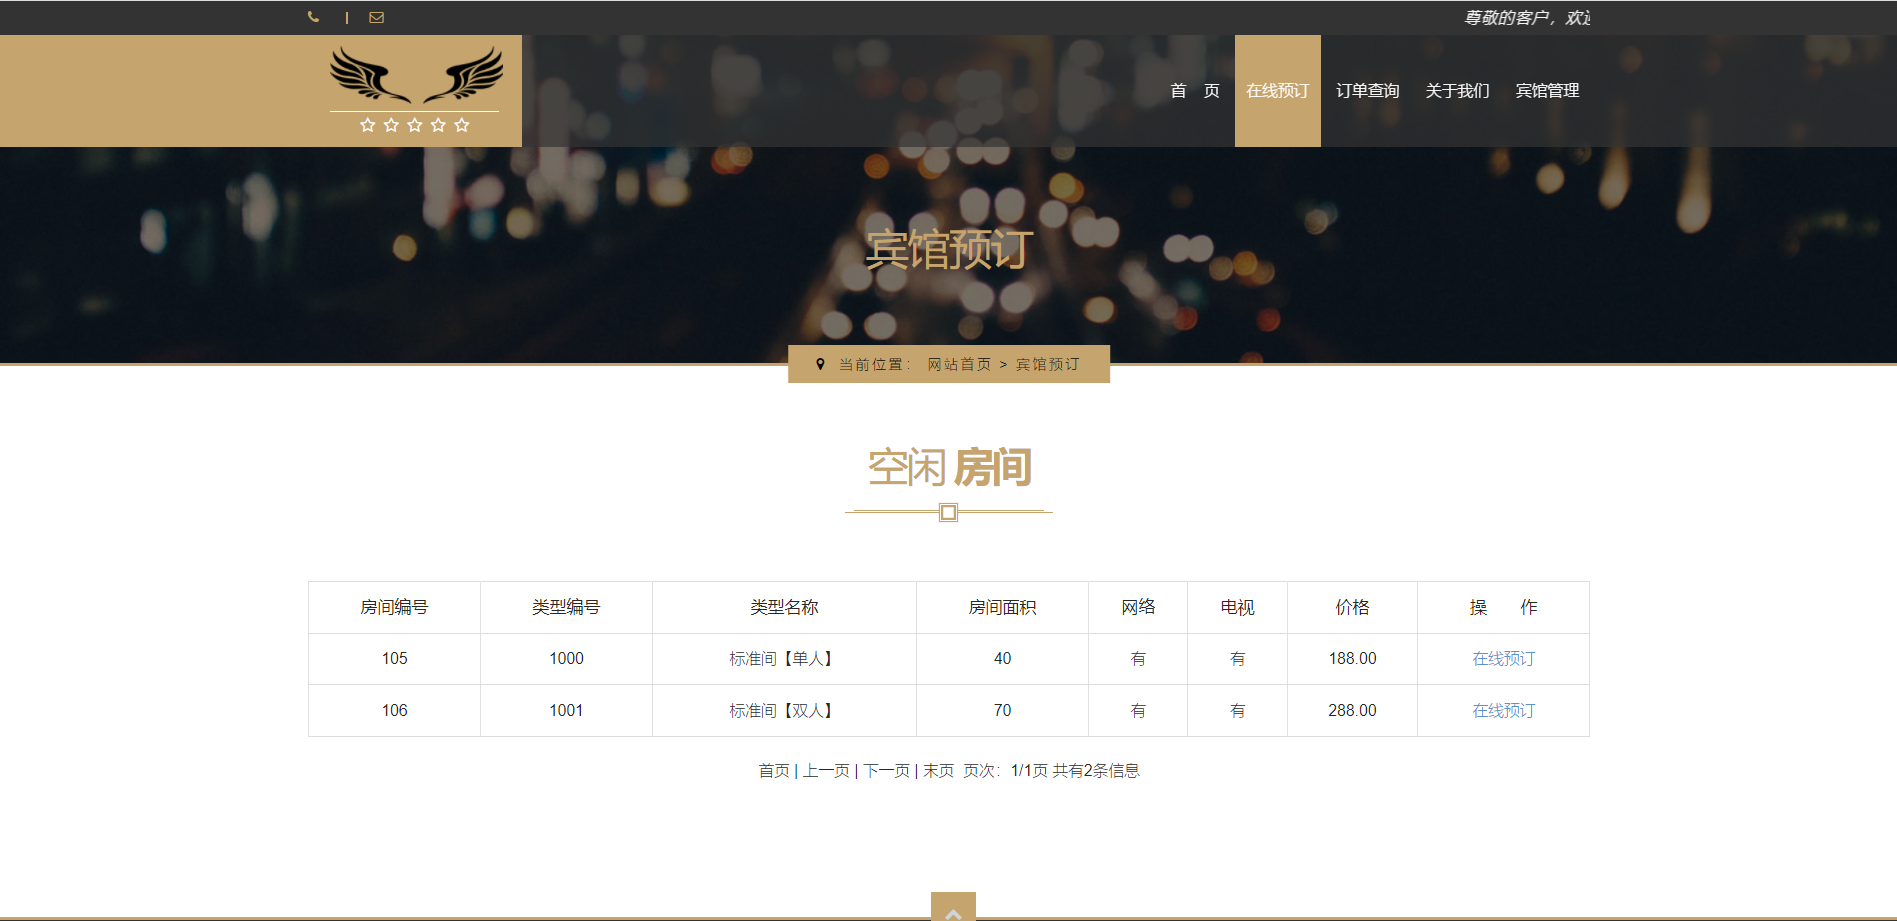 尊敬的客户，欢迎
首 页 在线预订 订单查询 关于我们 宾馆管理
宾馆预订
当前位置： 网站首页 > 宾馆预订
空闲 房间
房间编号 类型编号 类型名称 房间面积 网络 电视 价格 操 作
105 1000 标准间【单人】 40 有 有 188.00 在线预订
106 1001 标准间【双人】 70 有 有 288.00 在线预订
首页 | 上一页 | 下一页 | 末页 页次：1/1页 共有2条信息